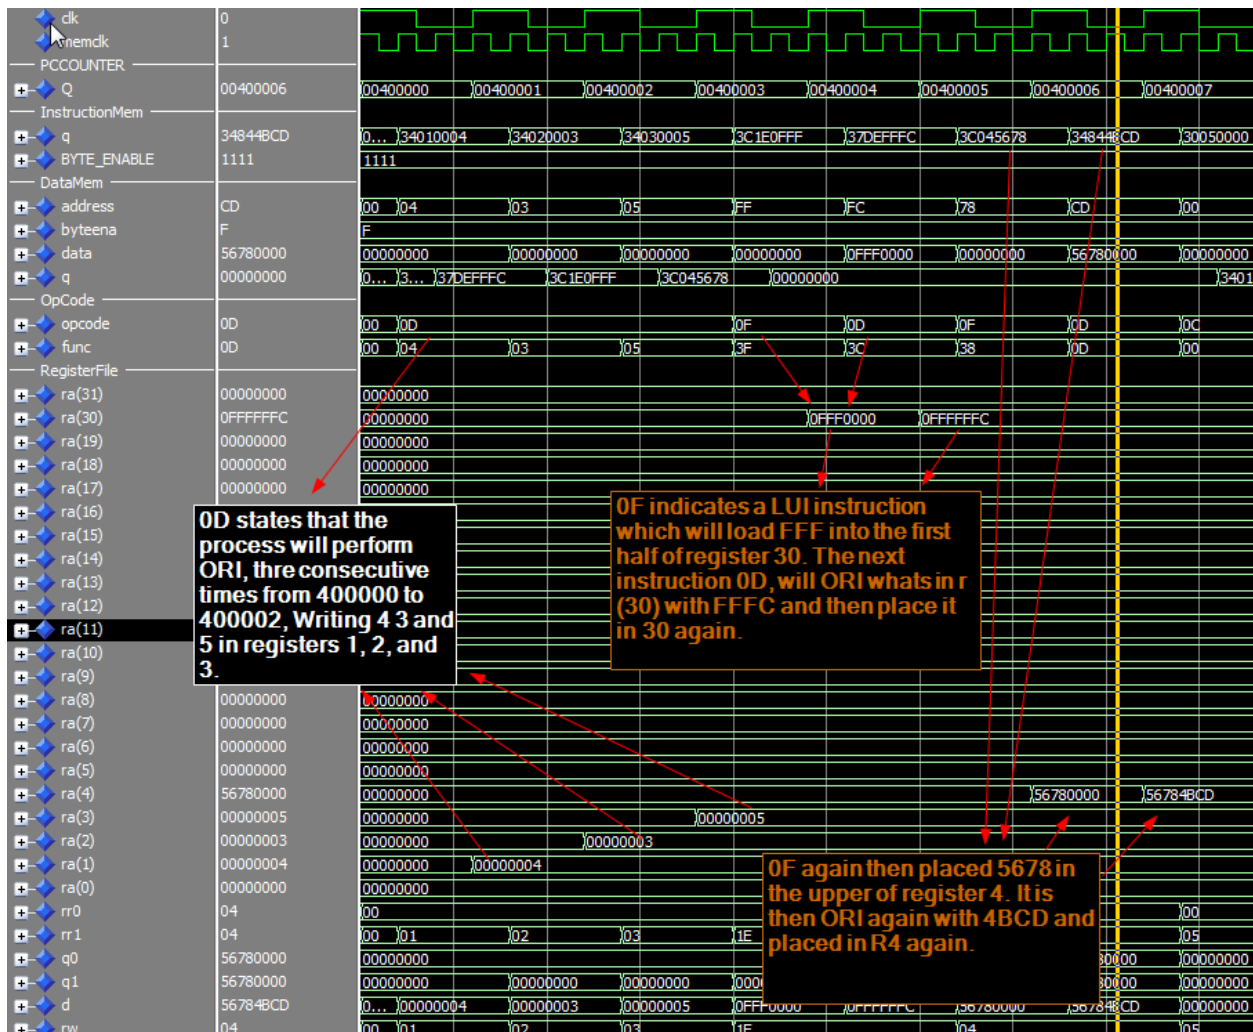 clk 0
memclk 1
PCCOUNTER
Q 00400006 00400000 00400001 00400002 00400003 00400004 00400005 00400006 00400007
InstructionMem
q 34844BCD 0... 34010004 34020003 34030005 3C1E0FFF 37DEFFFC 3C045678 34844BCD 30050000
BYTE_ENABLE 1111 1111
DataMem
address CD 00 04 03 05 FF FC 78 CD 00
byteena F F
data 56780000 00000000 00000000 00000000 00000000 0FFF0000 00000000 56780000 00000000
q 00000000 0... 3... 37DEFFFC 3C1E0FFF 3C045678 00000000 3401
OpCode
opcode 0D 00 0D 0F 0D 0F 0D 0C
func 0D 00 04 03 05 3F 3C 38 0D 00
RegisterFile
ra(31) 00000000 00000000
ra(30) 0FFFFFFC 00000000 0FFF0000 0FFFFFFC
ra(19) 00000000 00000000
ra(18) 00000000 00000000
ra(17) 00000000 00000000
ra(16)
ra(15)
ra(14)
ra(13)
ra(12)
ra(11)
ra(10)
ra(9)
0D states that the
process will perform
ORI, thre consecutive
times from 400000 to
400002, Writing 4 3 and
5 in registers 1, 2, and
3.
0F indicates a LUI instruction
which will load FFF into the first
half of register 30. The next
instruction 0D, will ORI whats in r
(30) with FFFC and then place it
in 30 again.
ra(8) 00000000 00000000
ra(7) 00000000 00000000
ra(6) 00000000 00000000
ra(5) 00000000 00000000
ra(4) 56780000 00000000 56780000 56784BCD
ra(3) 00000005 00000000 00000005
ra(2) 00000003 00000000 00000003
ra(1) 00000004 00000000 00000004
ra(0) 00000000 00000000
0F again then placed 5678 in
the upper of register 4. It is
then ORI again with 4BCD and
placed in R4 again.
rr0 04 00 00
rr1 04 00 01 02 03 1E 05
q0 56780000 00000000 00000000
q1 56780000 00000000 00000000 00000000 00000000
d 56784BCD 0... 00000004 00000003 00000005 0FFF0000 0FFFFFFC 56780000 56784BCD 00000000
rw 04 00 01 02 03 1E 04 05